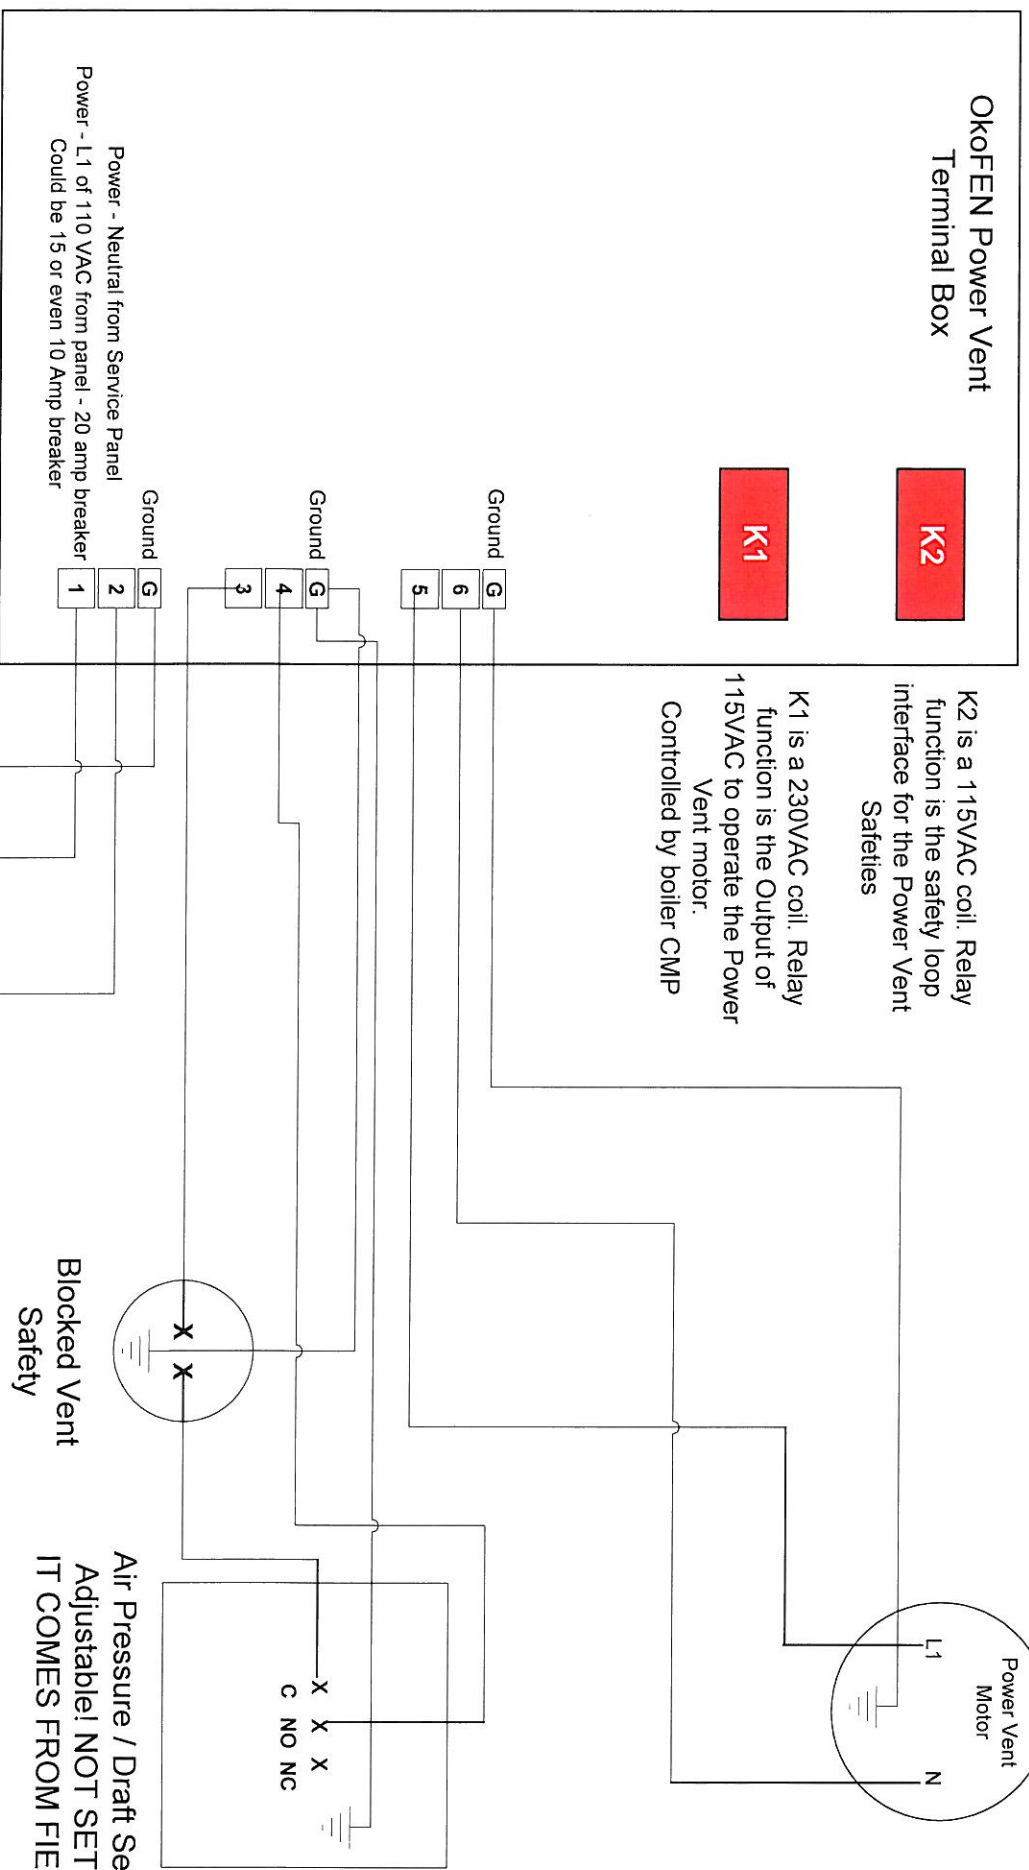 OkoFEN Power Vent
Terminal Box
K2
K1
K2 is a 115VAC coil. Relay
function is the safety loop
interface for the Power Vent
Safeties
K1 is a 230VAC coil. Relay
function is the Output of
115VAC to operate the Power
Vent motor.
Controlled by boiler CMP
Power Vent
Motor
L1
N
Ground
G
6
5
Ground
G
4
3
Ground
G
2
1
Power - Neutral from Service Panel
Power - L1 of 110 VAC from panel - 20 amp breaker
Could be 15 or even 10 Amp breaker
X X
Blocked Vent
Safety
X X X
C NO NC
Air Pressure / Draft Se
Adjustable! NOT SET
IT COMES FROM FIE